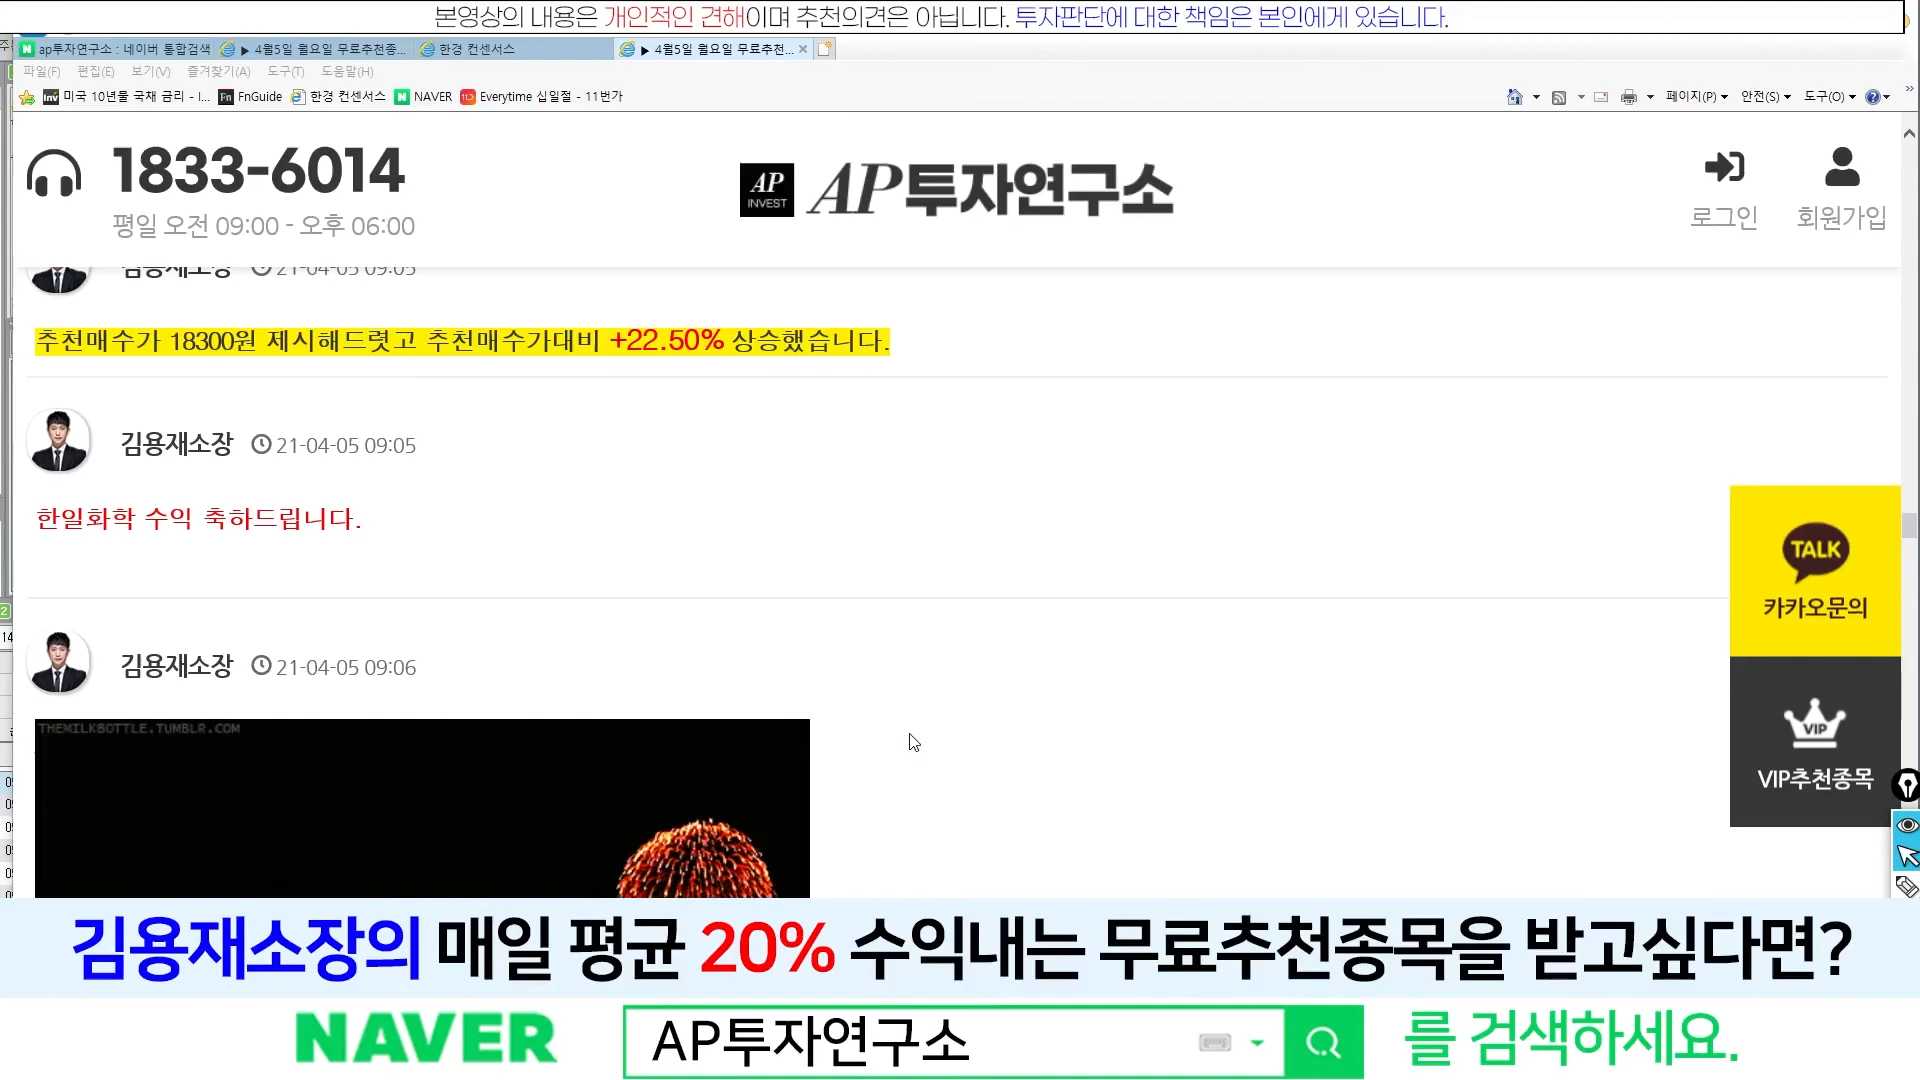 본영상의 내용은 개인적인 견해이며 추천의견은 아닙니다. 투자판단에 대한 책임은 본인에게 있습니다.
ap투자연구소 : 네이버 통합검색
▶ 4월5일 월요일 무료추천종...
한경 컨센서스
▶ 4월5일 월요일 무료추천...
파일(F) 편집(E) 보기(V) 즐겨찾기(A) 도구(T) 도움말(H)
미국 10년물 국채 금리 - I... FnGuide 한경 컨센서스 NAVER Everytime 십일절 - 11번가
페이지(P) 안전(S) 도구(O)
1833-6014
평일 오전 09:00 - 오후 06:00
AP INVEST
AP투자연구소
로그인
회원가입
김용재소장 21-04-05 09:05
추천매수가 18300원 제시해드렷고 추천매수가대비 +22.50% 상승했습니다.
김용재소장 21-04-05 09:05
한일화학 수익 축하드립니다.
TALK
카카오문의
김용재소장 21-04-05 09:06
THEMILKBOTTLE.TUMBLR.COM
VIP
VIP추천종목
김용재소장의 매일 평균 20% 수익내는 무료추천종목을 받고싶다면?
NAVER AP투자연구소 를 검색하세요.